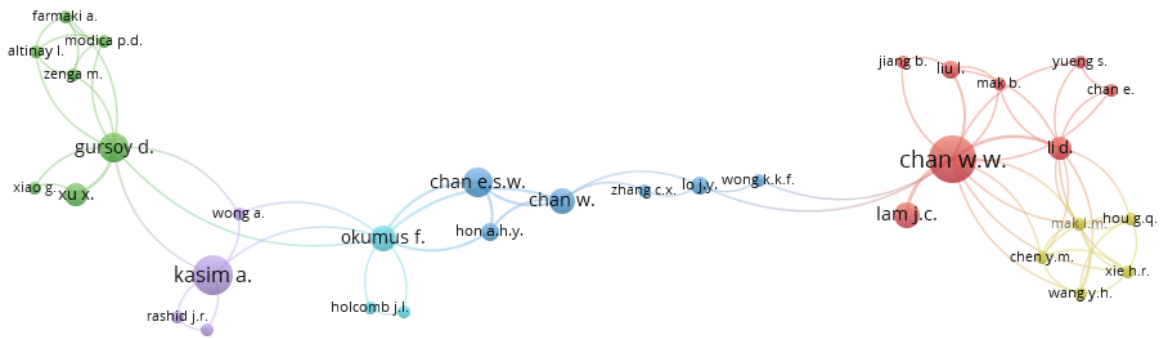 farmaki a.
altinay l.
modica p.d.
zenga m.
gursoy d.
xiao g.
xu x.
wong a.
kasim a.
rashid j.r.
okumus f.
holcomb j.l.
chan e.s.w.
chan w.
hon a.h.y.
zhang c.x.
lo j.y.
wong k.k.f.
jiang b.
liu l.
mak b.
yueng s.
chan e.
chan w.w.
li d.
lam j.c.
mak l.m.
hou g.q.
chen y.m.
xie h.r.
wang y.h.